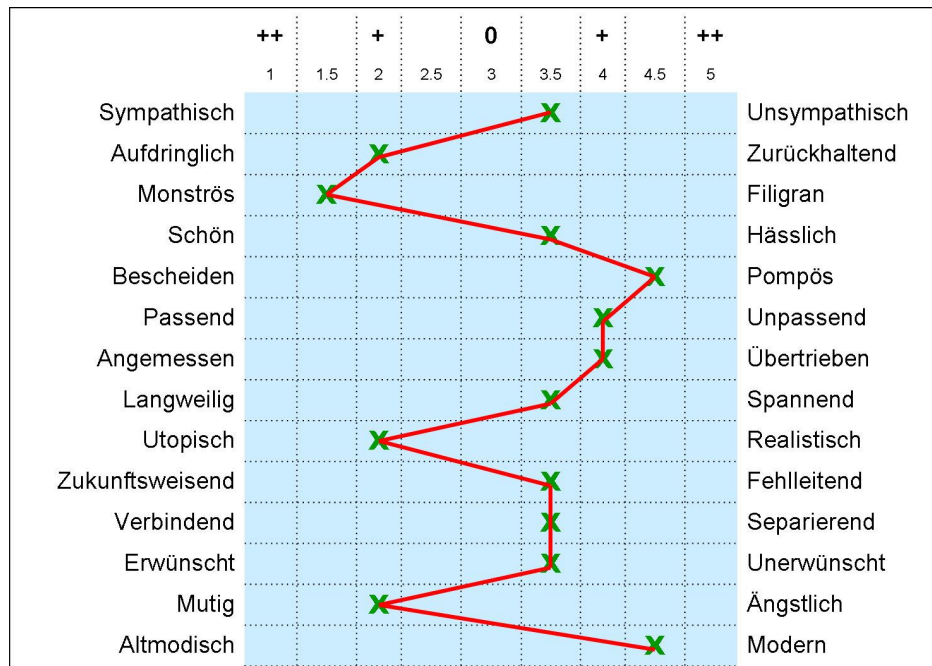 ++ + 0 + ++
1 1.5 2 2.5 3 3.5 4 4.5 5
Sympathisch X Unsympathisch
Aufdringlich X Zurückhaltend
Monströs X Filigran
Schön X Hässlich
Bescheiden X Pompös
Passend X Unpassend
Angemessen X Übertrieben
Langweilig X Spannend
Utopisch X Realistisch
Zukunftsweisend X Fehlleitend
Verbindend X Separierend
Erwünscht X Unerwünscht
Mutig X Ängstlich
Altmodisch X Modern